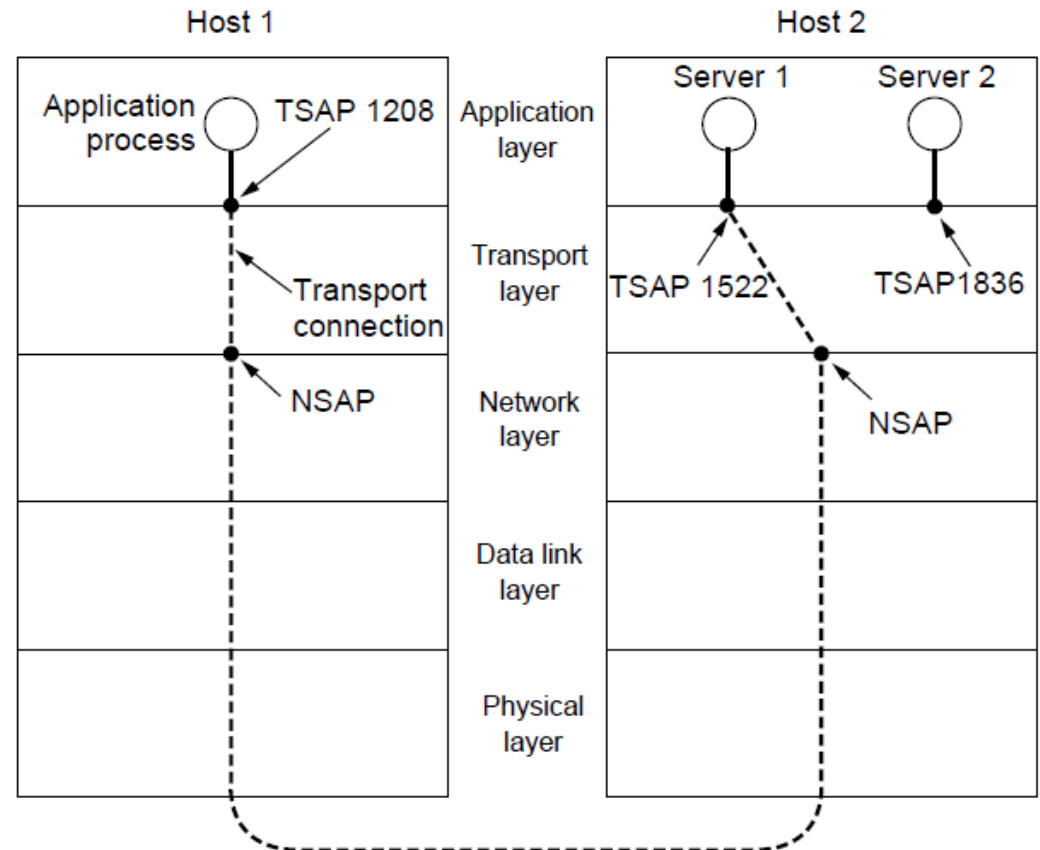 Host 1
Host 2
Application
process
TSAP 1208
Application
layer
Server 1
Server 2
Transport
connection
Transport
layer
TSAP 1522
TSAP1836
NSAP
Network
layer
NSAP
Data link
layer
Physical
layer